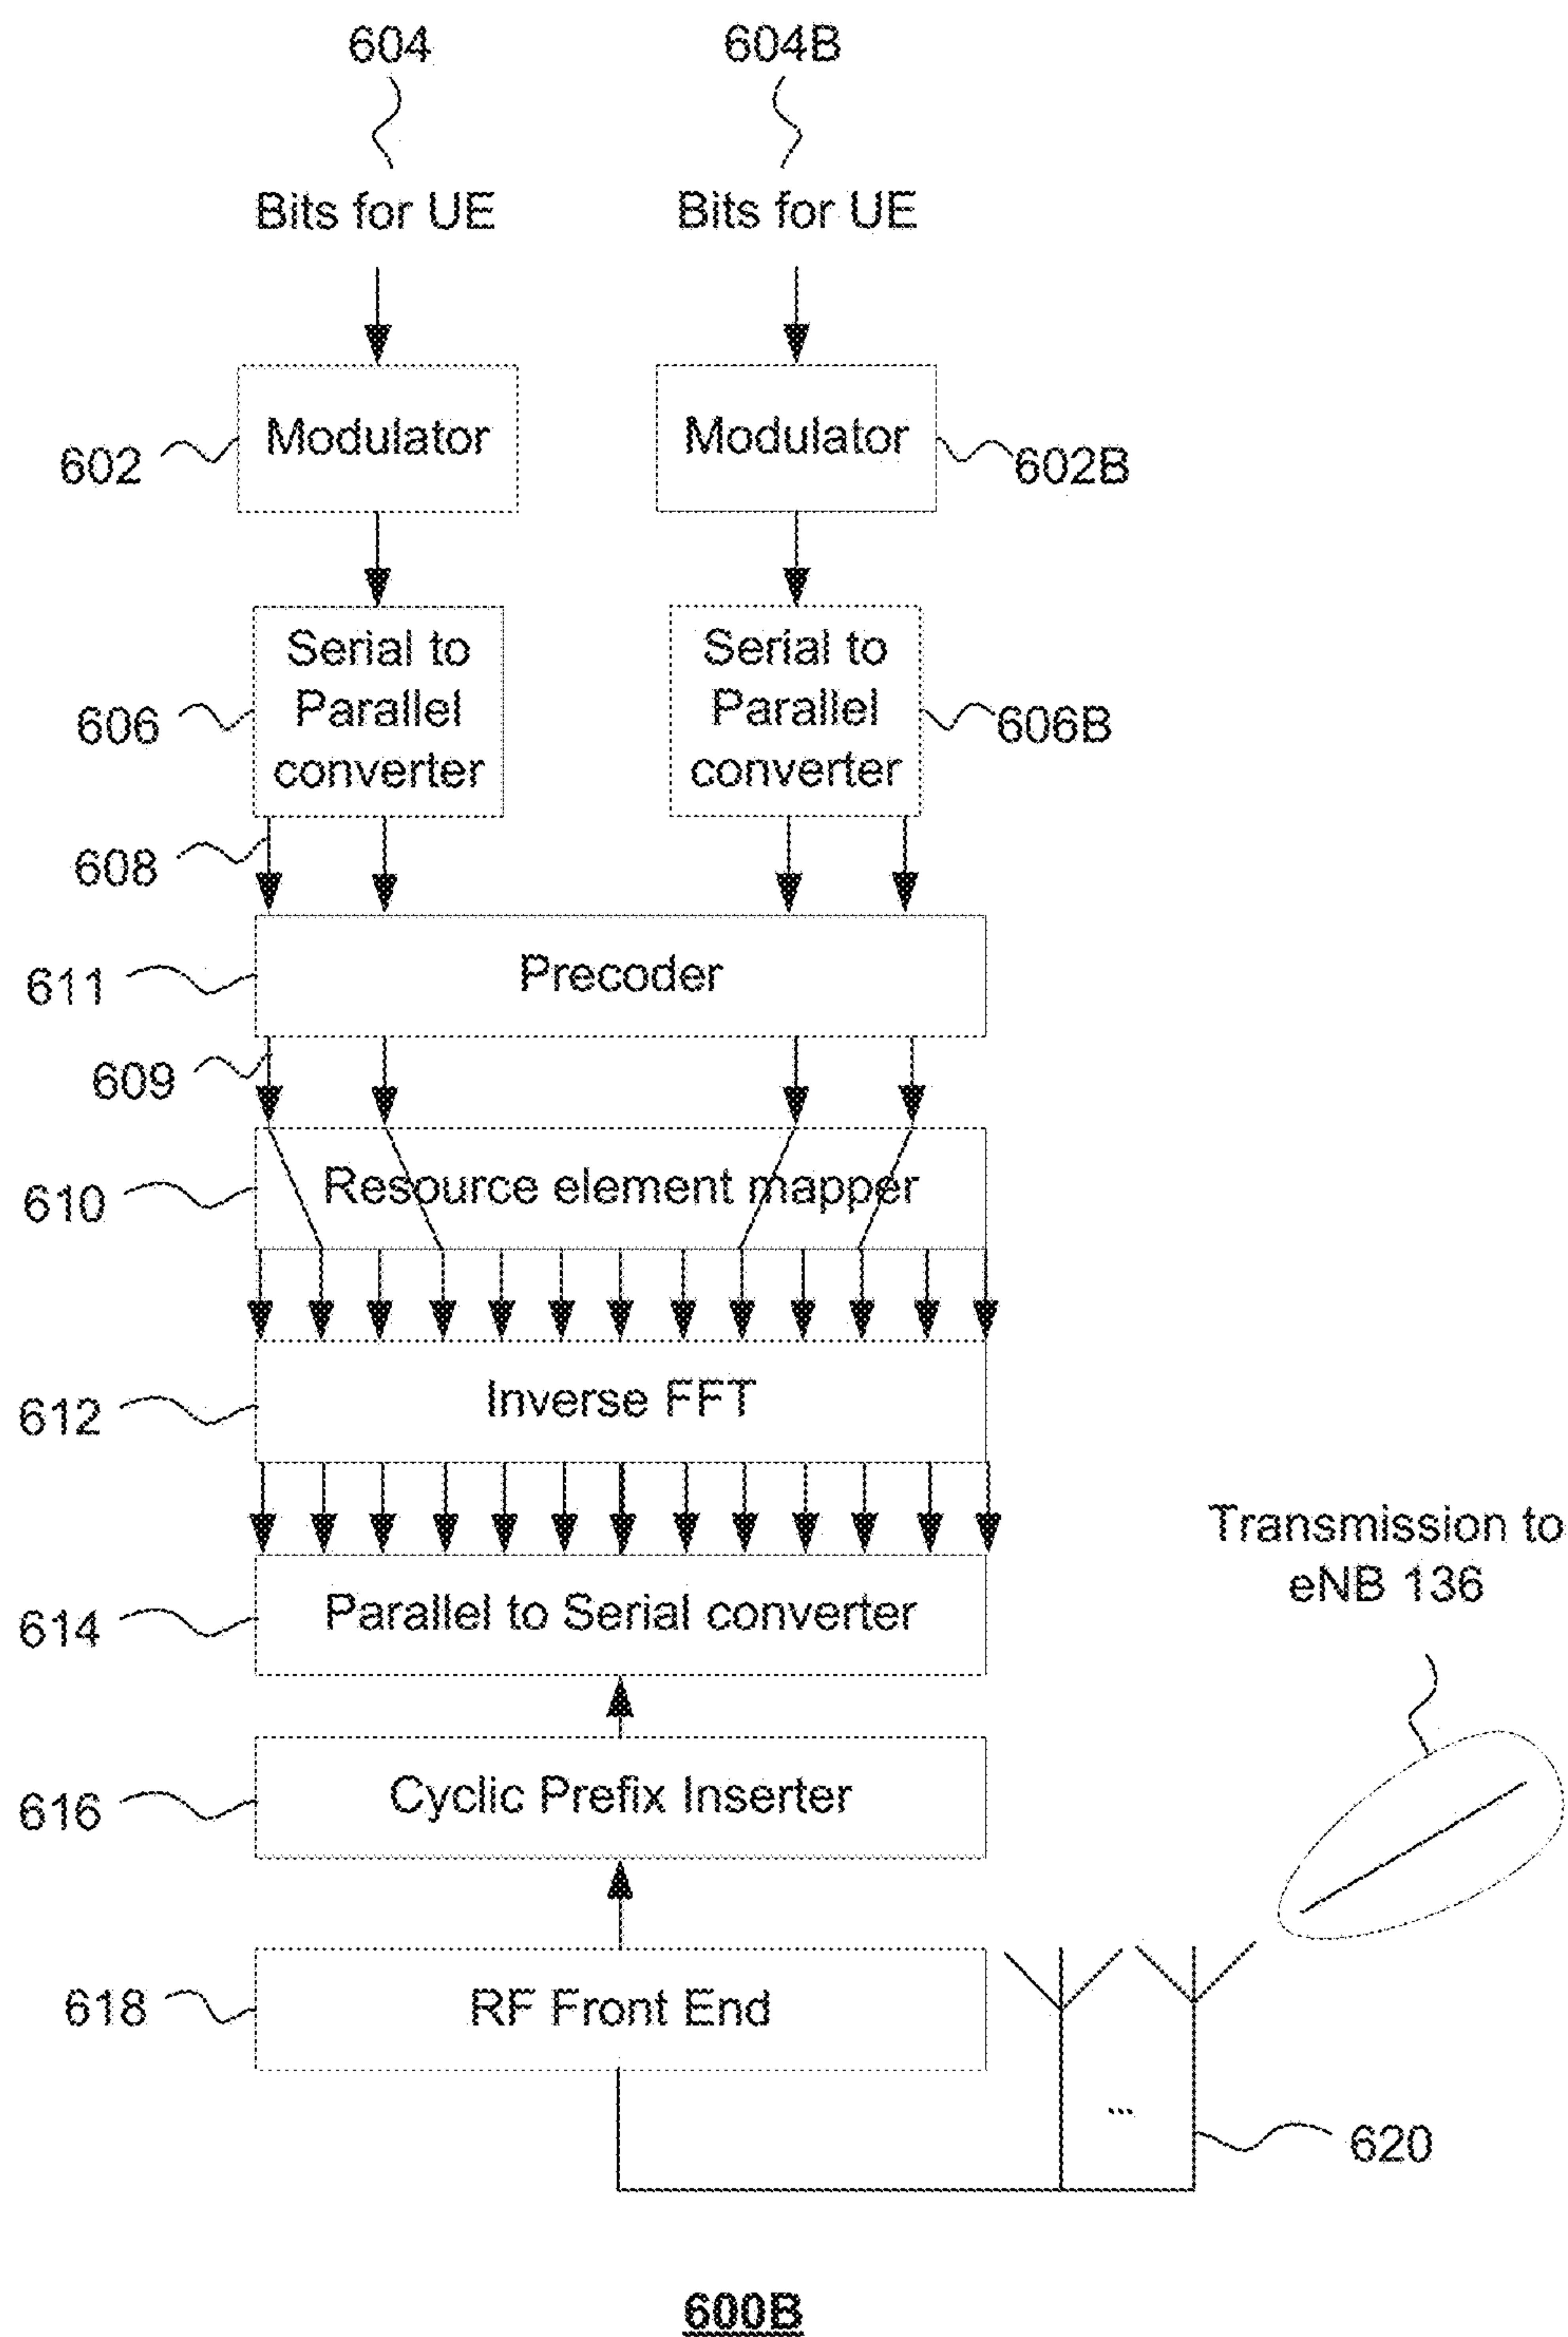 604
604B
Bits for UE
Bits for UE
Modulator
Modulator
602
602B
Serial to
Parallel
converter
Serial to
Parallel
converter
606
606B
608
Precoder
611
609
Resource element mapper
610
Inverse FFT
612
Transmission to
eNB 136
Parallel to Serial converter
614
Cyclic Prefix Inserter
616
RF Front End
618
...
620
600B